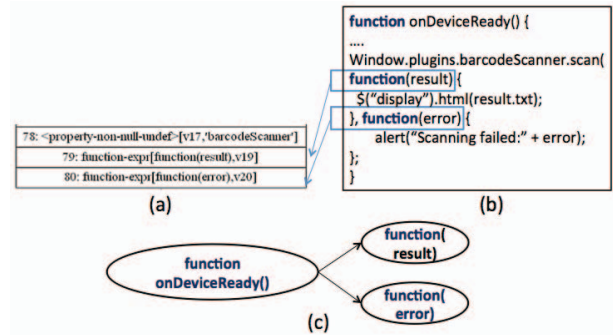 78: <property-non-null-undef>[v17,'barcodeScanner']
79: function-expr[function(result),v19]
80: function-expr[function(error),v20]
(a)
function onDeviceReady() {
....
Window.plugins.barcodeScanner.scan(
function(result) {
$("display").html(result.txt);
}, function(error) {
alert("Scanning failed:" + error);
};
}
(b)
function
onDeviceReady()
function(
result)
function(
error)
(c)